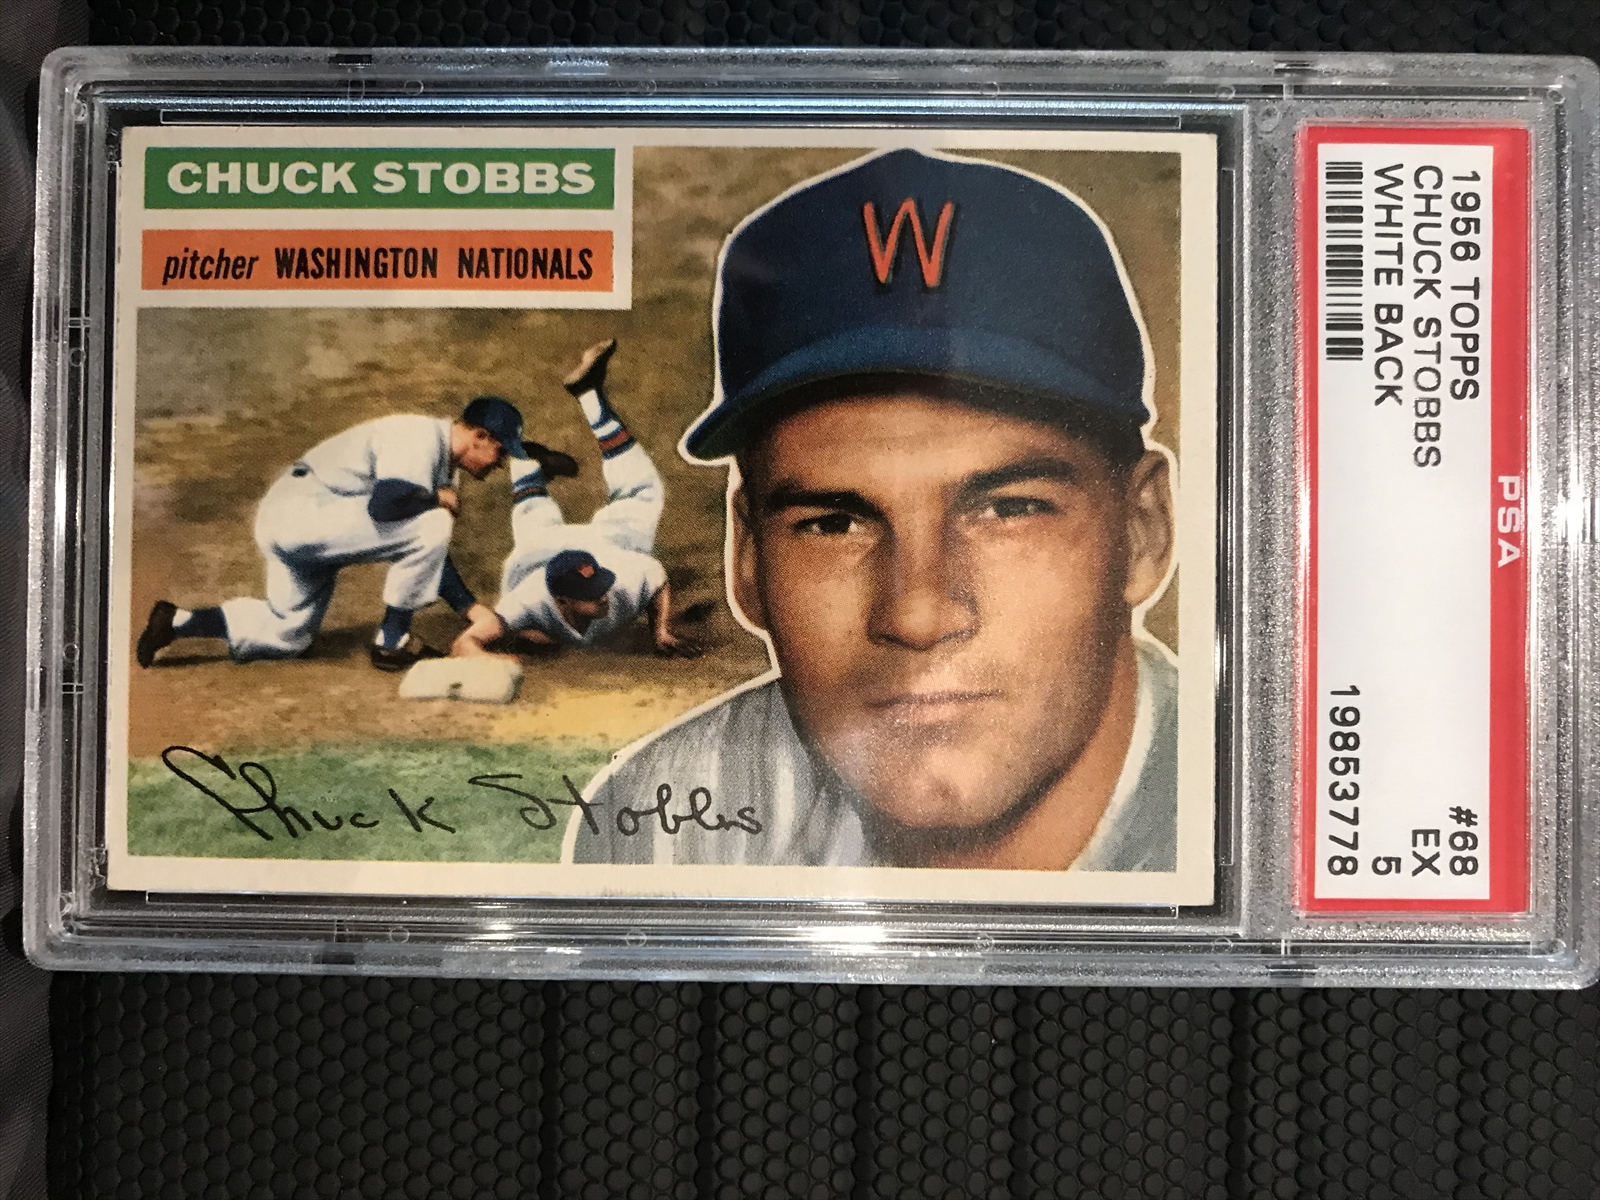 CHUCK STOBBS
pitcher WASHINGTON NATIONALS
W
W
Chuck Stobbs
1956 TOPPS #68
CHUCK STOBBS EX
WHITE BACK 5
19853778
PSA